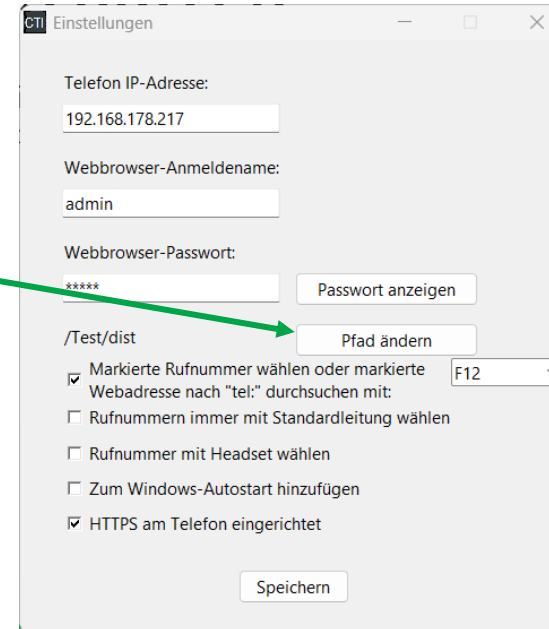 CTI Einstellungen
Telefon IP-Adresse:
192.168.178.217
Webbrowser-Anmeldename:
admin
Webbrowser-Passwort:
*****
Passwort anzeigen
/Test/dist
Pfad ändern
Markierte Rufnummer wählen oder markierte
Webadresse nach "tel:" durchsuchen mit:
F12
Rufnummern immer mit Standardleitung wählen
Rufnummer mit Headset wählen
Zum Windows-Autostart hinzufügen
HTTPS am Telefon eingerichtet
Speichern